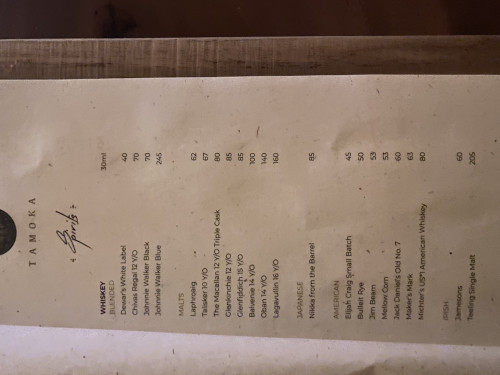 TAMOKA
Spirits
WHISKEY 30ml
BLENDED
Dewar's White Label 40
Chivas Regal 12 Y/O 70
Johnnie Walker Black 70
Johnnie Walker Blue 245
MALTS
Laphroaig 62
Talisker 10 Y/O 67
The Macallan 12 Y/O Triple Cask 80
Glenkinchie 12 Y/O 85
Glenfiddich 15 Y/O 85
Balvenie 14 Y/O 100
Oban 14 Y/O 140
Lagavulin 16 Y/O 160
JAPANESE
Nikka from the Barrel 85
AMERICAN
Elijah Craig Small Batch 45
Bulleit Rye 50
Jim Beam 53
Mellow Corn 53
Jack Daniel's Old No. 7 60
Maker's Mark 63
Michter's US*1 American Whiskey 80
IRISH
Jamesons 60
Teeling Single Malt 205